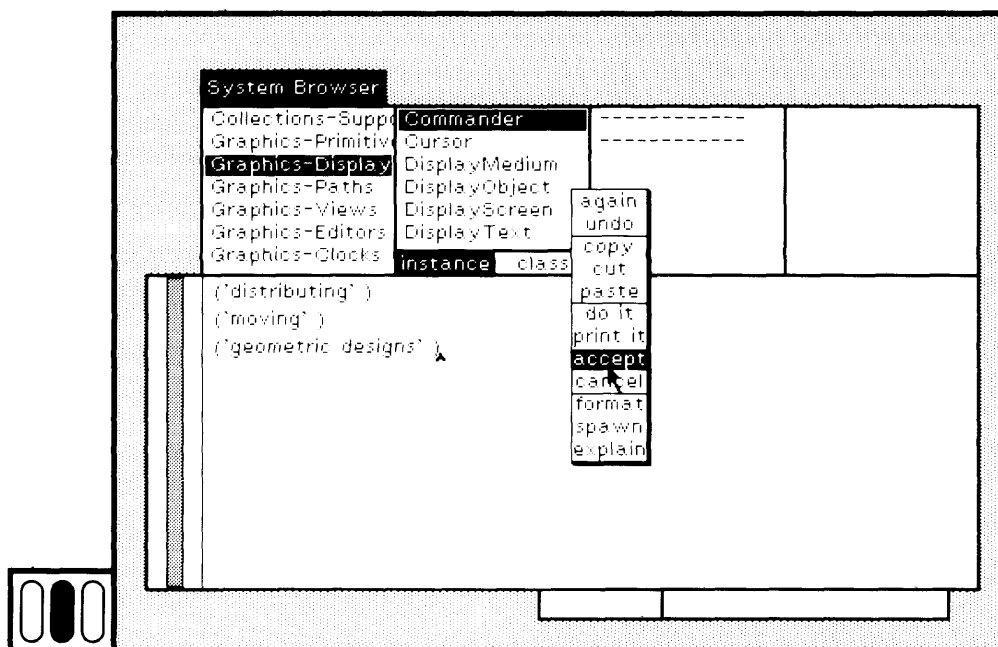 System Browser
Collections-Suppo
Graphics-Primitiv
Graphics-Display
Graphics-Paths
Graphics-Views
Graphics-Editors
Graphics-Clocks
Commander
Cursor
DisplayMedium
DisplayObject
DisplayScreen
DisplayText
instance class
--------------
--------------
again
undo
copy
cut
paste
do it
print it
accept
cancel
format
spawn
explain
('distributing' )
('moving' )
('geometric designs' )